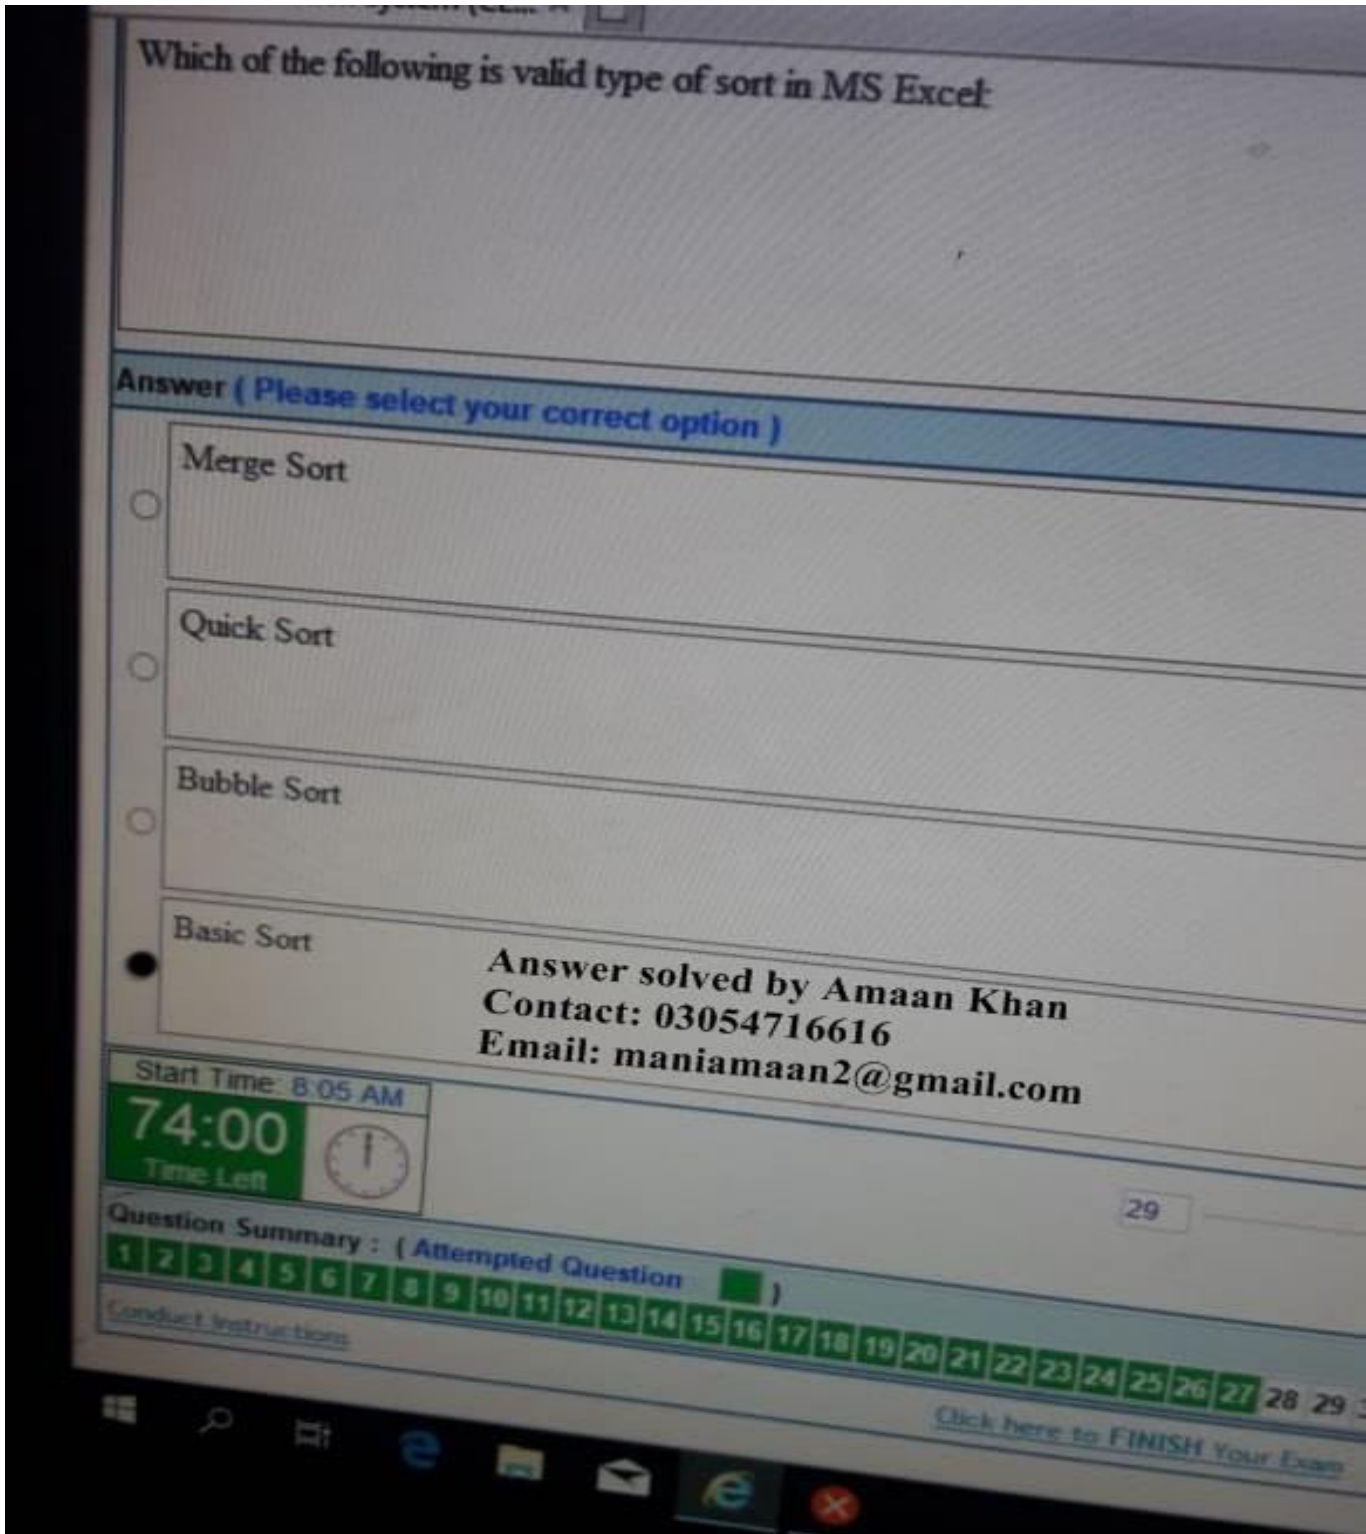 Which of the following is valid type of sort in MS Excel:
Answer ( Please select your correct option )
Merge Sort
Quick Sort
Bubble Sort
Basic Sort
Answer solved by Amaan Khan
Contact: 03054716616
Email: maniamaan2@gmail.com
Start Time: 8:05 AM
74:00
Time Left
29
Question Summary : ( Attempted Question )
1 2 3 4 5 6 7 8 9 10 11 12 13 14 15 16 17 18 19 20 21 22 23 24 25 26 27 28 29
Conduct Instructions
Click here to FINISH Your Exam